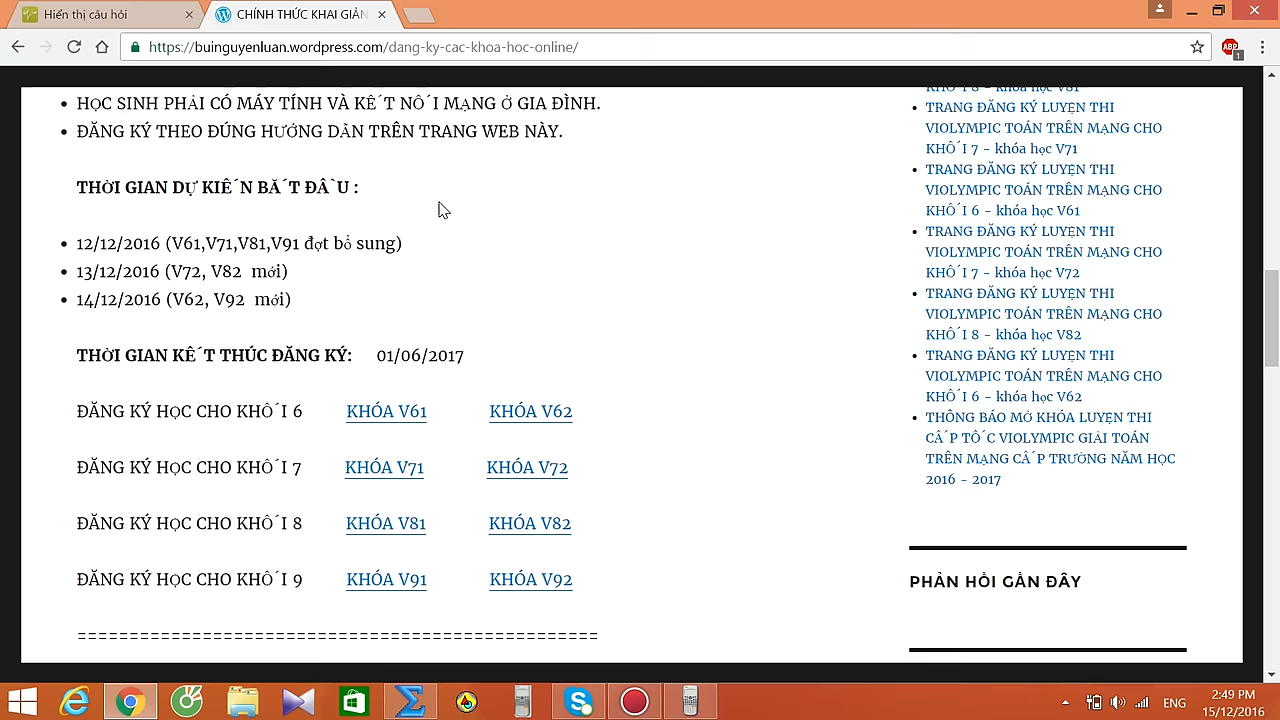 Hiển thị câu hỏi
CHÍNH THỨC KHAI GIẢN
https://buinguyenluan.wordpress.com/dang-ky-cac-khoa-hoc-online/
ABP
1
HỌC SINH PHẢI CÓ MÁY TÍNH VÀ KẾT NỐI MẠNG Ở GIA ĐÌNH.
ĐĂNG KÝ THEO ĐÚNG HƯỚNG DẪN TRÊN TRANG WEB NÀY.
THỜI GIAN DỰ KIẾN BẮT ĐẦU :
12/12/2016 (V61,V71,V81,V91 đợt bổ sung)
13/12/2016 (V72, V82 mới)
14/12/2016 (V62, V92 mới)
THỜI GIAN KẾT THÚC ĐĂNG KÝ: 01/06/2017
ĐĂNG KÝ HỌC CHO KHỐI 6 KHÓA V61 KHÓA V62
ĐĂNG KÝ HỌC CHO KHỐI 7 KHÓA V71 KHÓA V72
ĐĂNG KÝ HỌC CHO KHỐI 8 KHÓA V81 KHÓA V82
ĐĂNG KÝ HỌC CHO KHỐI 9 KHÓA V91 KHÓA V92
==================================================
KHỐI 8 - khóa học V81
TRANG ĐĂNG KÝ LUYỆN THI
VIOLYMPIC TOÁN TRÊN MẠNG CHO
KHỐI 7 – khóa học V71
TRANG ĐĂNG KÝ LUYỆN THI
VIOLYMPIC TOÁN TRÊN MẠNG CHO
KHỐI 6 – khóa học V61
TRANG ĐĂNG KÝ LUYỆN THI
VIOLYMPIC TOÁN TRÊN MẠNG CHO
KHỐI 7 – khóa học V72
TRANG ĐĂNG KÝ LUYỆN THI
VIOLYMPIC TOÁN TRÊN MẠNG CHO
KHỐI 8 – khóa học V82
TRANG ĐĂNG KÝ LUYỆN THI
VIOLYMPIC TOÁN TRÊN MẠNG CHO
KHỐI 6 – khóa học V62
THÔNG BÁO MỞ KHÓA LUYỆN THI
CẤP TỐC VIOLYMPIC GIẢI TOÁN
TRÊN MẠNG CẤP TRƯỜNG NĂM HỌC
2016 – 2017
PHẢN HỒI GẦN ĐÂY
ENG
2:49 PM
15/12/2016